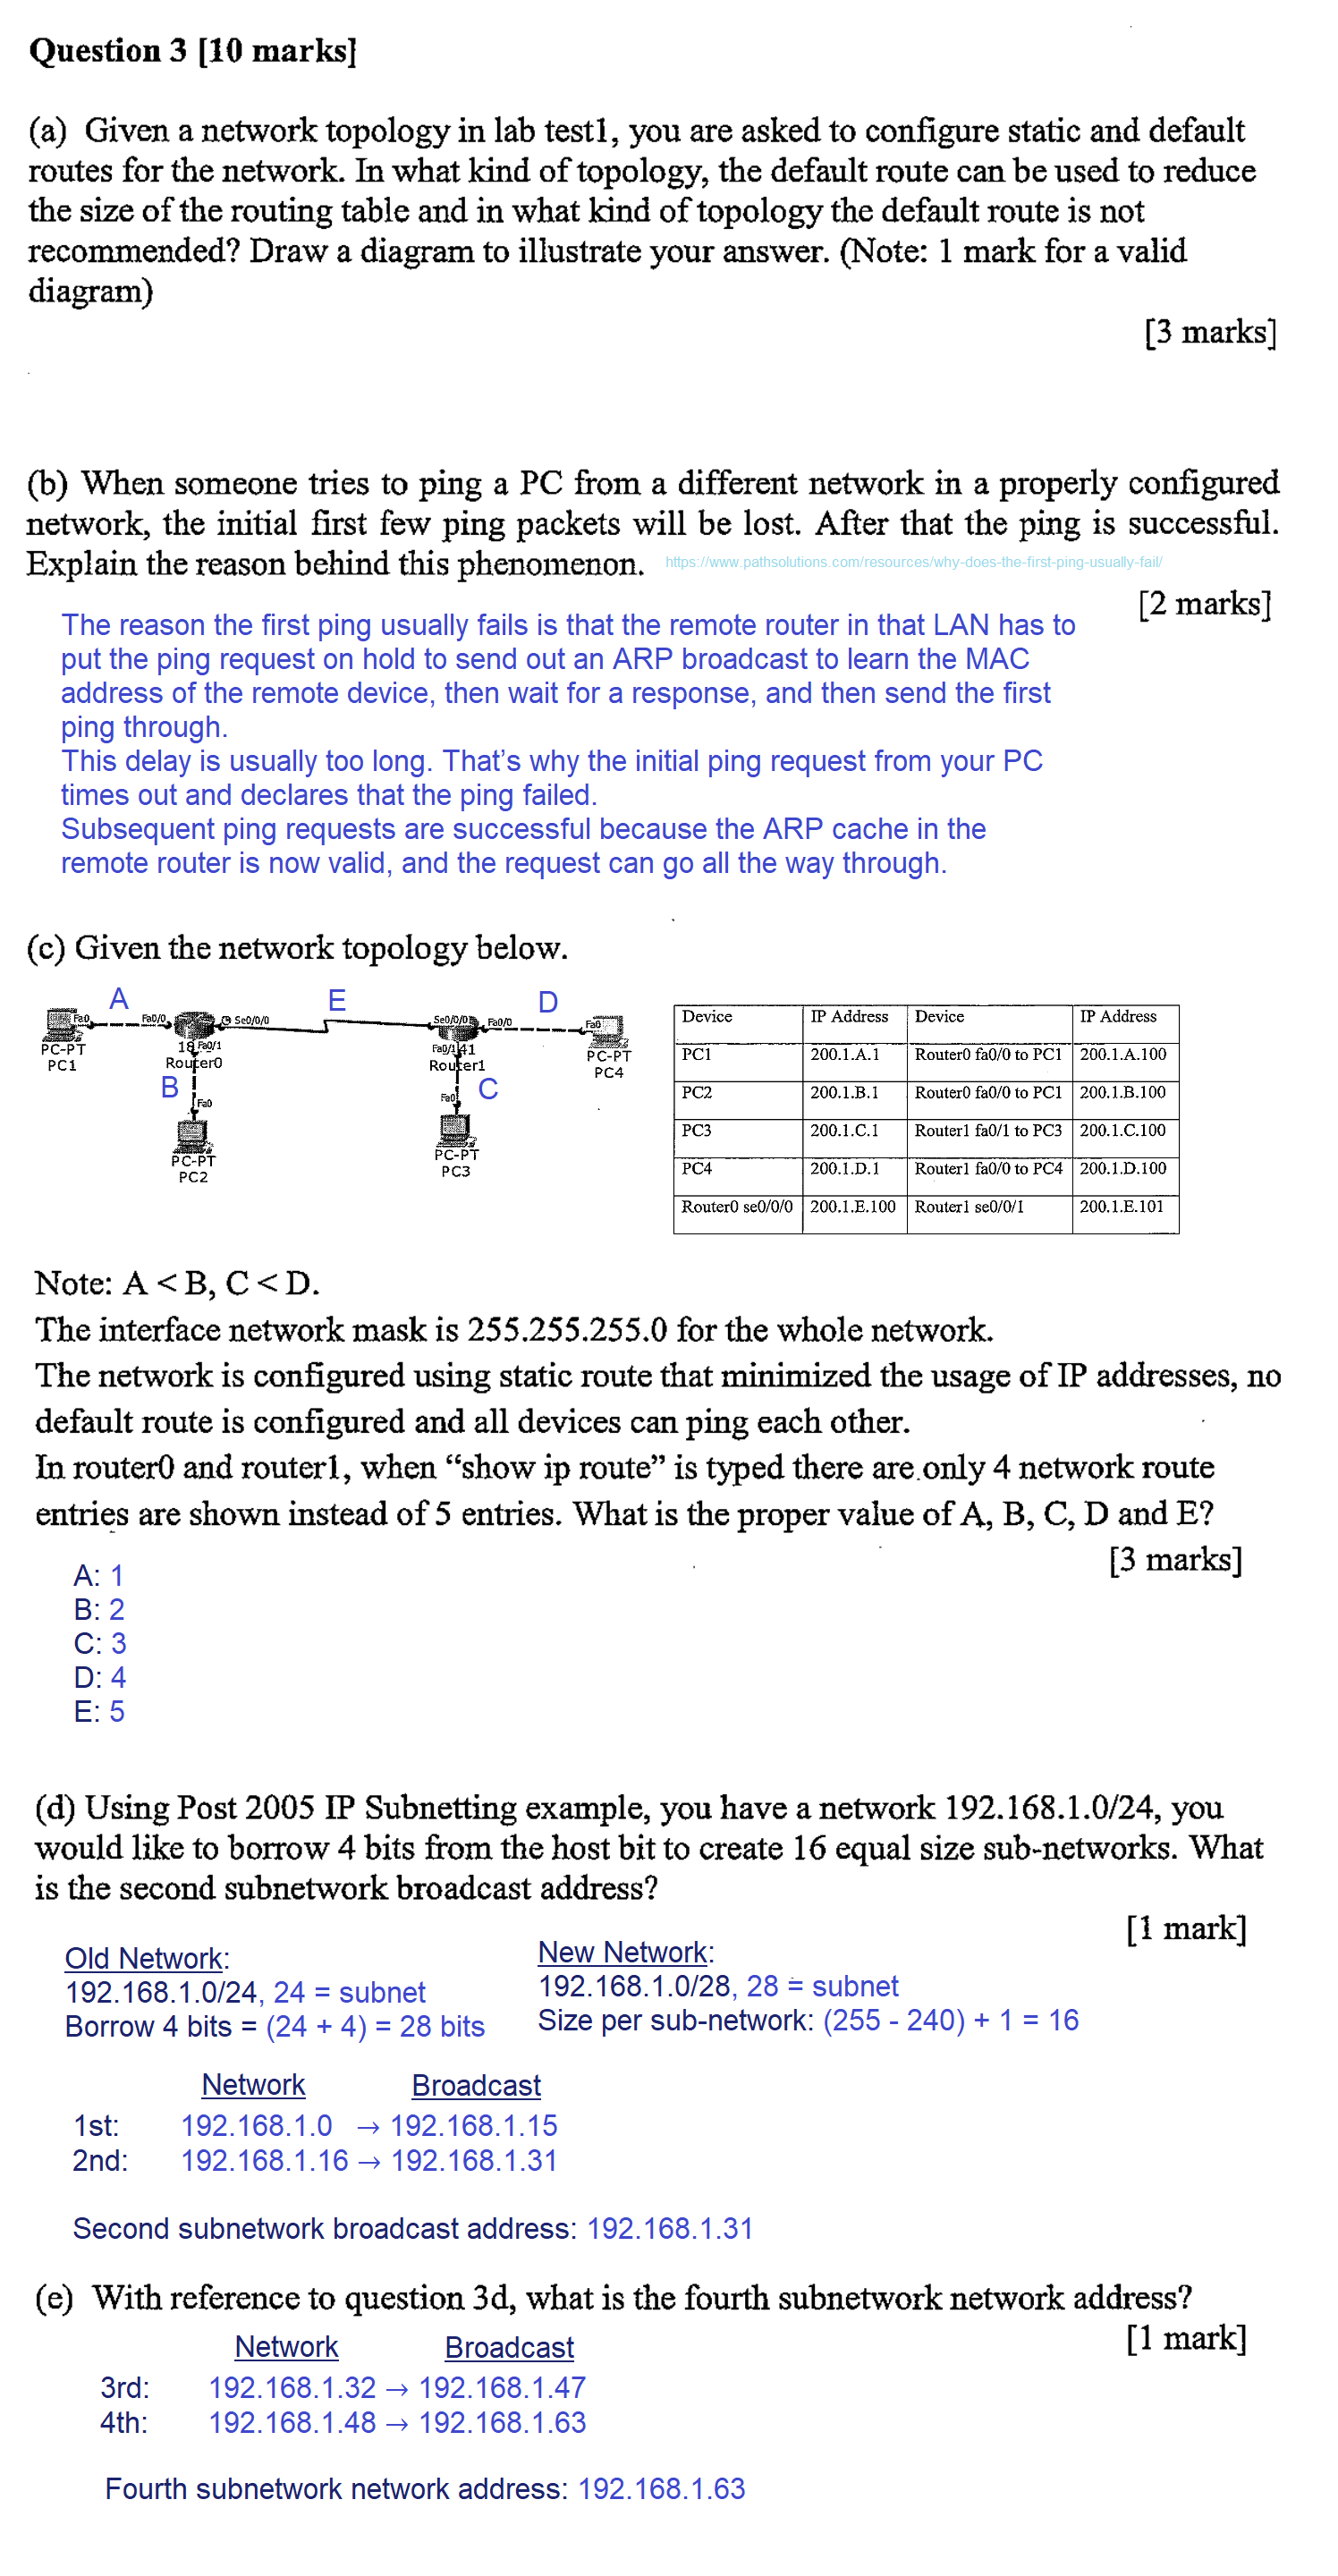 Question 3 [10 marks]
(a) Given a network topology in lab test1, you are asked to configure static and default
routes for the network. In what kind of topology, the default route can be used to reduce
the size of the routing table and in what kind of topology the default route is not
recommended? Draw a diagram to illustrate your answer. (Note: 1 mark for a valid
diagram)
[3 marks]
(b) When someone tries to ping a PC from a different network in a properly configured
network, the initial first few ping packets will be lost. After that the ping is successful.
Explain the reason behind this phenomenon. https://www.pathsolutions.com/resources/why-does-the-first-ping-usually-fail/
[2 marks]
The reason the first ping usually fails is that the remote router in that LAN has to
put the ping request on hold to send out an ARP broadcast to learn the MAC
address of the remote device, then wait for a response, and then send the first
ping through.
This delay is usually too long. That's why the initial ping request from your PC
times out and declares that the ping failed.
Subsequent ping requests are successful because the ARP cache in the
remote router is now valid, and the request can go all the way through.
(c) Given the network topology below.
A E D
Fa0 Fa0/0 Se0/0/0 Se0/0/0 Fa0/0 Fa0
PC-PT
PC1
18 Fa0/1
Router0
B
Fa0
PC-PT
PC2
Fa0/1 41
Router1
C
Fa0
PC-PT
PC3
PC-PT
PC4
Device IP Address Device IP Address
PC1 200.1.A.1 Router0 fa0/0 to PC1 200.1.A.100
PC2 200.1.B.1 Router0 fa0/0 to PC1 200.1.B.100
PC3 200.1.C.1 Router1 fa0/1 to PC3 200.1.C.100
PC4 200.1.D.1 Router1 fa0/0 to PC4 200.1.D.100
Router0 se0/0/0 200.1.E.100 Router1 se0/0/1 200.1.E.101
Note: A < B, C < D.
The interface network mask is 255.255.255.0 for the whole network.
The network is configured using static route that minimized the usage of IP addresses, no
default route is configured and all devices can ping each other.
In router0 and router1, when “show ip route” is typed there are only 4 network route
entries are shown instead of 5 entries. What is the proper value of A, B, C, D and E?
[3 marks]
A: 1
B: 2
C: 3
D: 4
E: 5
(d) Using Post 2005 IP Subnetting example, you have a network 192.168.1.0/24, you
would like to borrow 4 bits from the host bit to create 16 equal size sub-networks. What
is the second subnetwork broadcast address?
[1 mark]
Old Network:
192.168.1.0/24, 24 = subnet
Borrow 4 bits = (24 + 4) = 28 bits
New Network:
192.168.1.0/28, 28 = subnet
Size per sub-network: (255 - 240) + 1 = 16
Network Broadcast
1st: 192.168.1.0 → 192.168.1.15
2nd: 192.168.1.16 → 192.168.1.31
Second subnetwork broadcast address: 192.168.1.31
(e) With reference to question 3d, what is the fourth subnetwork network address?
[1 mark]
Network Broadcast
3rd: 192.168.1.32 → 192.168.1.47
4th: 192.168.1.48 → 192.168.1.63
Fourth subnetwork network address: 192.168.1.63